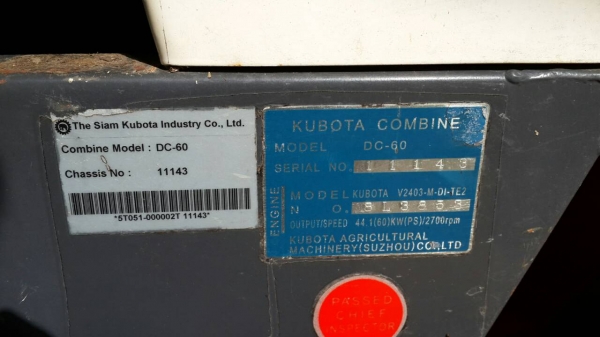 The Siam Kubota Industry Co., Ltd.
Combine Model : DC-60
Chassis No : 11143
*5T051-000002T 11143*
KUBOTA COMBINE
MODEL DC-60
SERIAL NO. 11143
ENGINE
MODEL KUBOTA V2403-M-DI-TE2
N O.
OUTPUT/SPEED 44.1(60)KW(PS)/2700rpm
KUBOTA AGRICULTURAL
MACHINERY(SUZHOU)CO.,LTD
PASSED
CHIEF
INSPECTOR